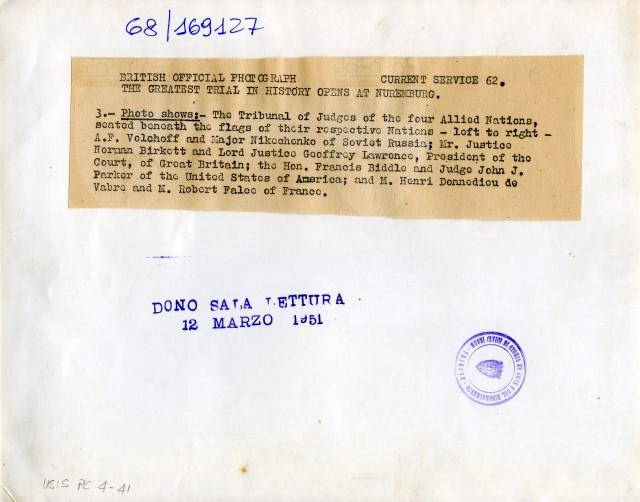 68/169127
BRITISH OFFICIAL PHOTOGRAPH CURRENT SERVICE 62.
THE GREATEST TRIAL IN HISTORY OPENS AT NUREMBURG.
3.- Photo shows:- The Tribunal of Judges of the four Allied Nations,
seated beneath the flags of their respective Nations - left to right -
A.F. Volchoff and Major Nikochenko of Soviet Russia; Mr. Justice
Norman Birkett and Lord Justice Geoffrey Lawrence, President of the
Court, of Great Britain; the Hon. Francis Biddle and Judge John J.
Parker of the United States of America; and M. Henri Donnedieu de
Vabre and M. Robert Falco of France.
DONO SALA LETTURA
12 MARZO 1951
USIS PC 4-41